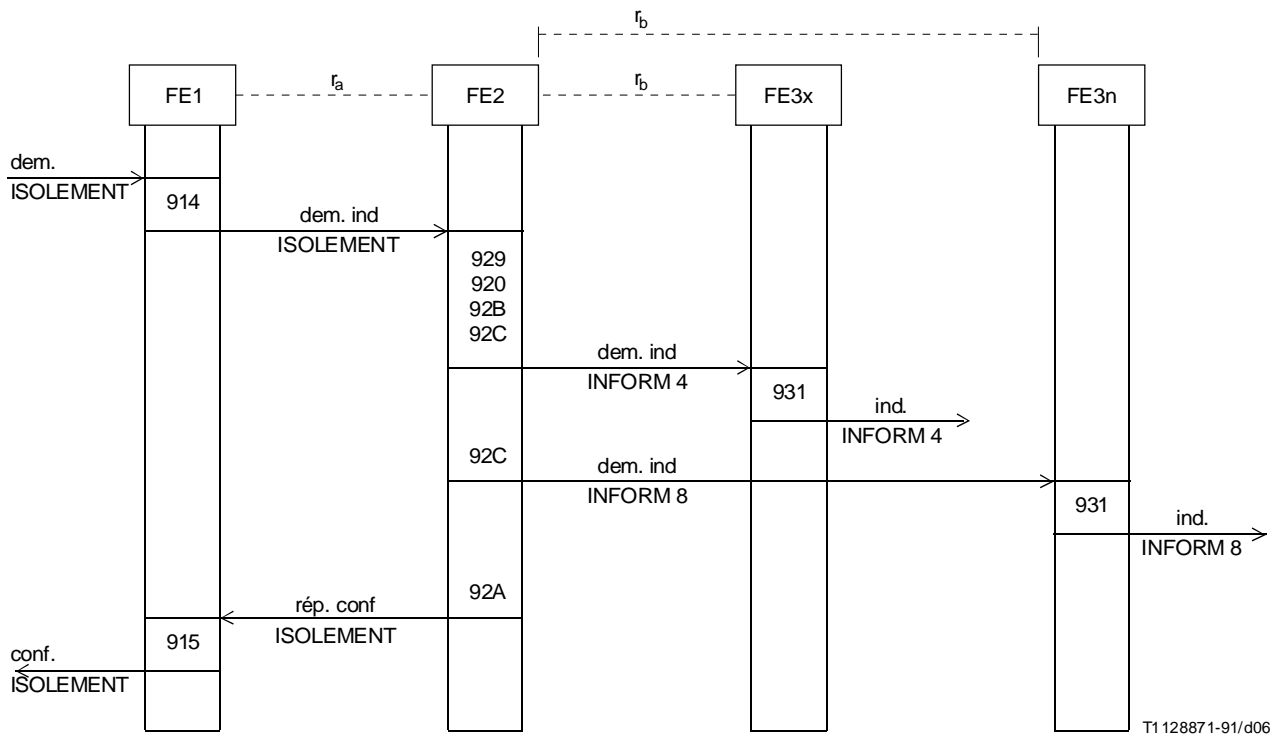 r_b
FE1
r_a
FE2
r_b
FE3x
FE3n
dem.
ISOLEMENT
914
dem. ind
ISOLEMENT
929
920
92B
92C
dem. ind
INFORM 4
931
ind.
INFORM 4
92C
dem. ind
INFORM 8
931
ind.
INFORM 8
92A
rép. conf
ISOLEMENT
915
conf.
ISOLEMENT
T1128871-91/d06